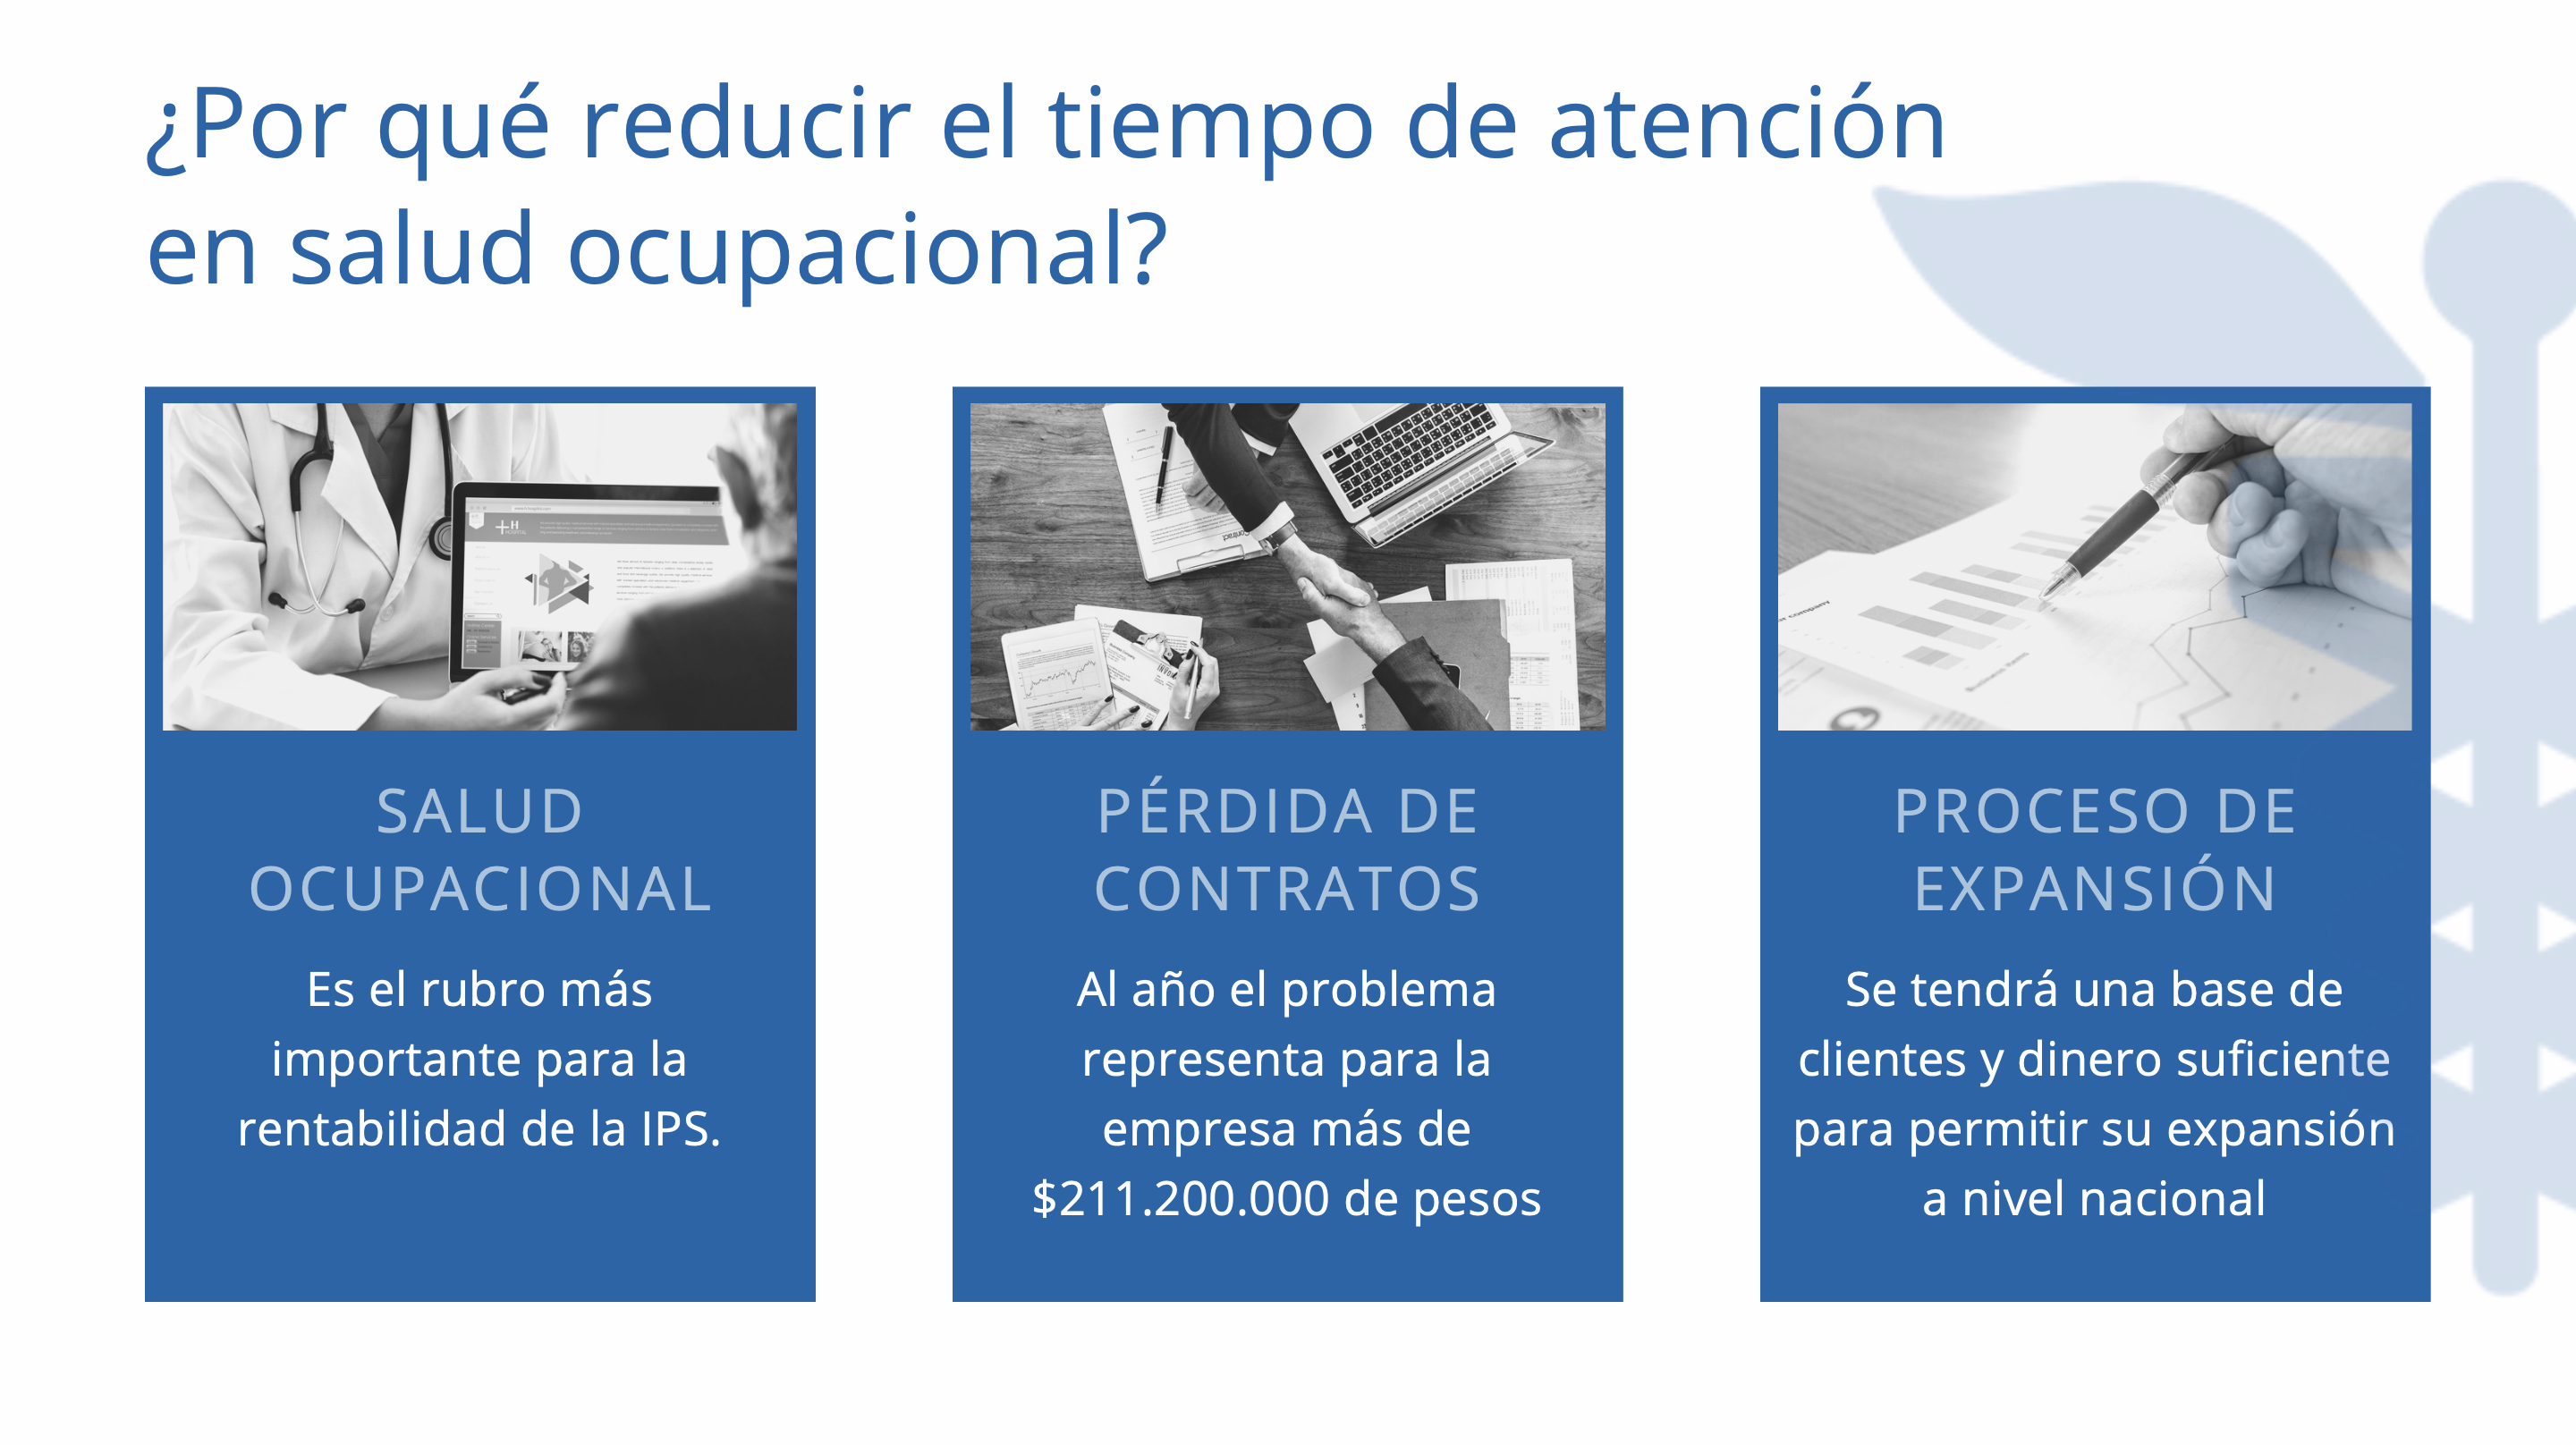 ¿Por qué reducir el tiempo de atención
en salud ocupacional?
SALUD
OCUPACIONAL
Es el rubro más
importante para la
rentabilidad de la IPS.
PÉRDIDA DE
CONTRATOS
Al año el problema
representa para la
empresa más de
$211.200.000 de pesos
PROCESO DE
EXPANSIÓN
Se tendrá una base de
clientes y dinero suficiente
para permitir su expansión
a nivel nacional